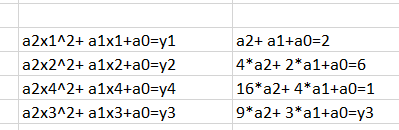 a2x1^2+ a1x1+a0=y1 a2+ a1+a0=2
a2x2^2+ a1x2+a0=y2 4*a2+ 2*a1+a0=6
a2x4^2+ a1x4+a0=y4 16*a2+ 4*a1+a0=1
a2x3^2+ a1x3+a0=y3 9*a2+ 3*a1+a0=y3